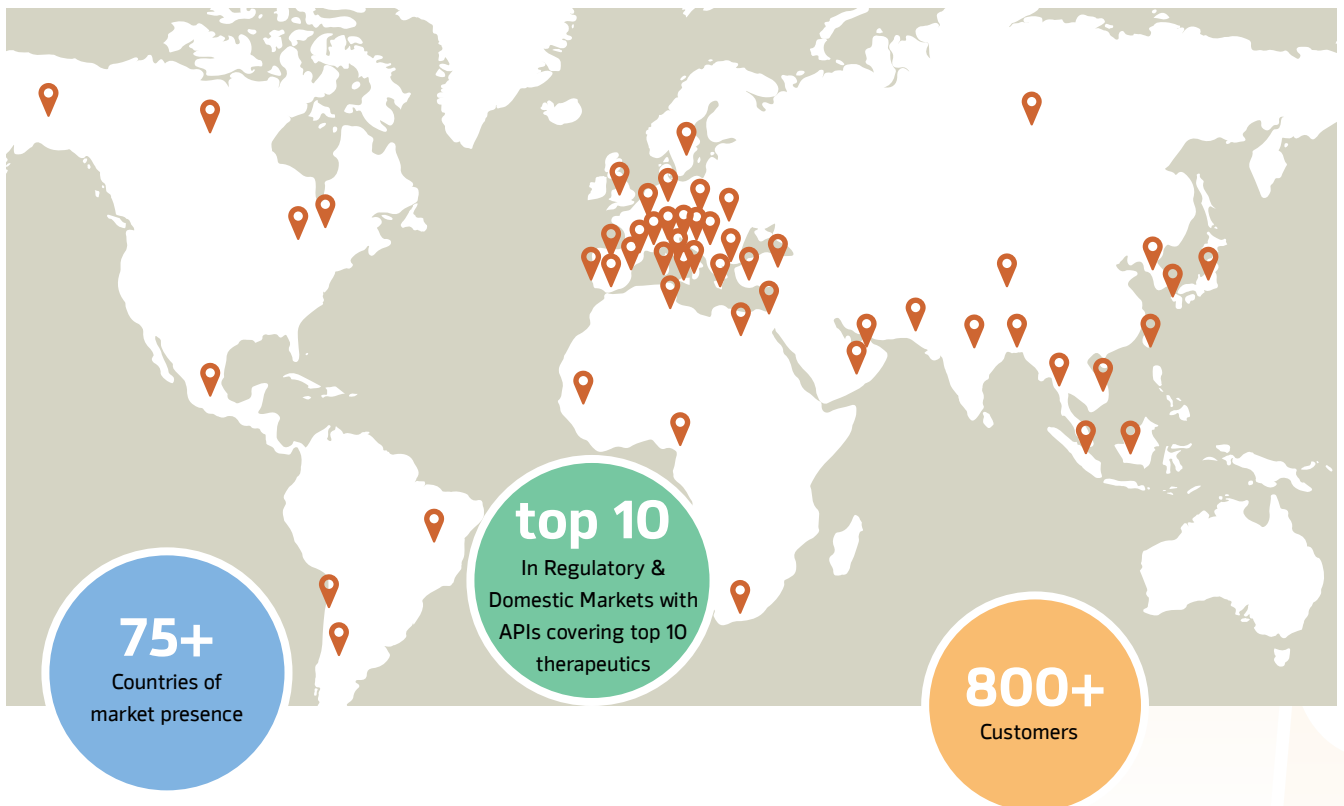 top 10
In Regulatory &
Domestic Markets with
APIs covering top 10
therapeutics
75+
Countries of
market presence
800+
Customers